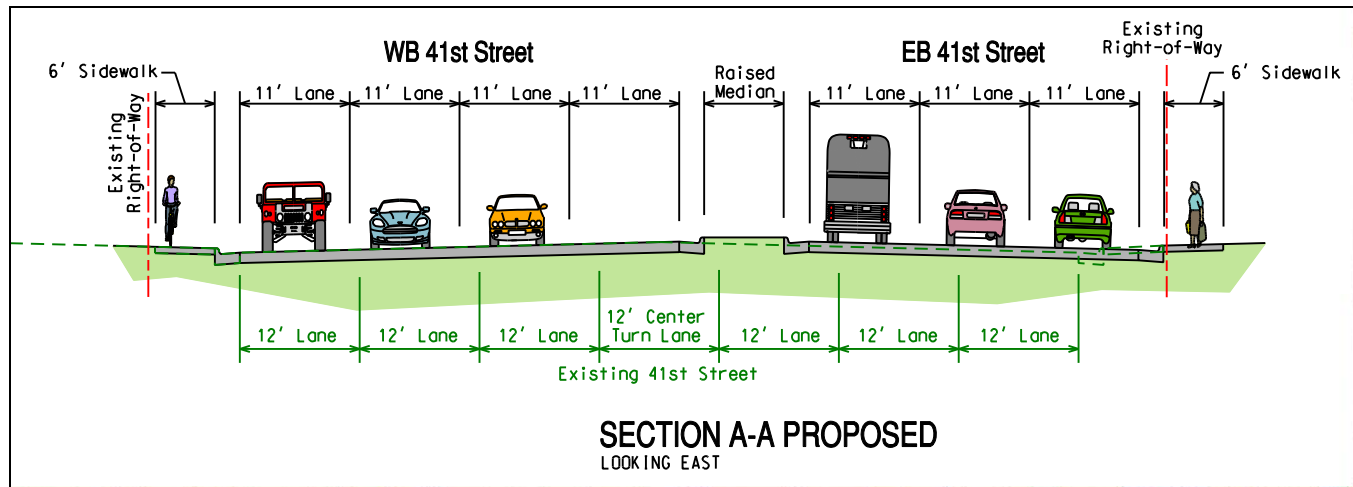 WB 41st Street
EB 41st Street
Existing
Right-of-Way
6' Sidewalk
Raised
Median
6' Sidewalk
11' Lane
11' Lane
11' Lane
11' Lane
11' Lane
11' Lane
11' Lane
Existing
Right-of-Way
12' Lane
12' Lane
12' Lane
12' Center
Turn Lane
12' Lane
12' Lane
12' Lane
Existing 41st Street
SECTION A-A PROPOSED
LOOKING EAST